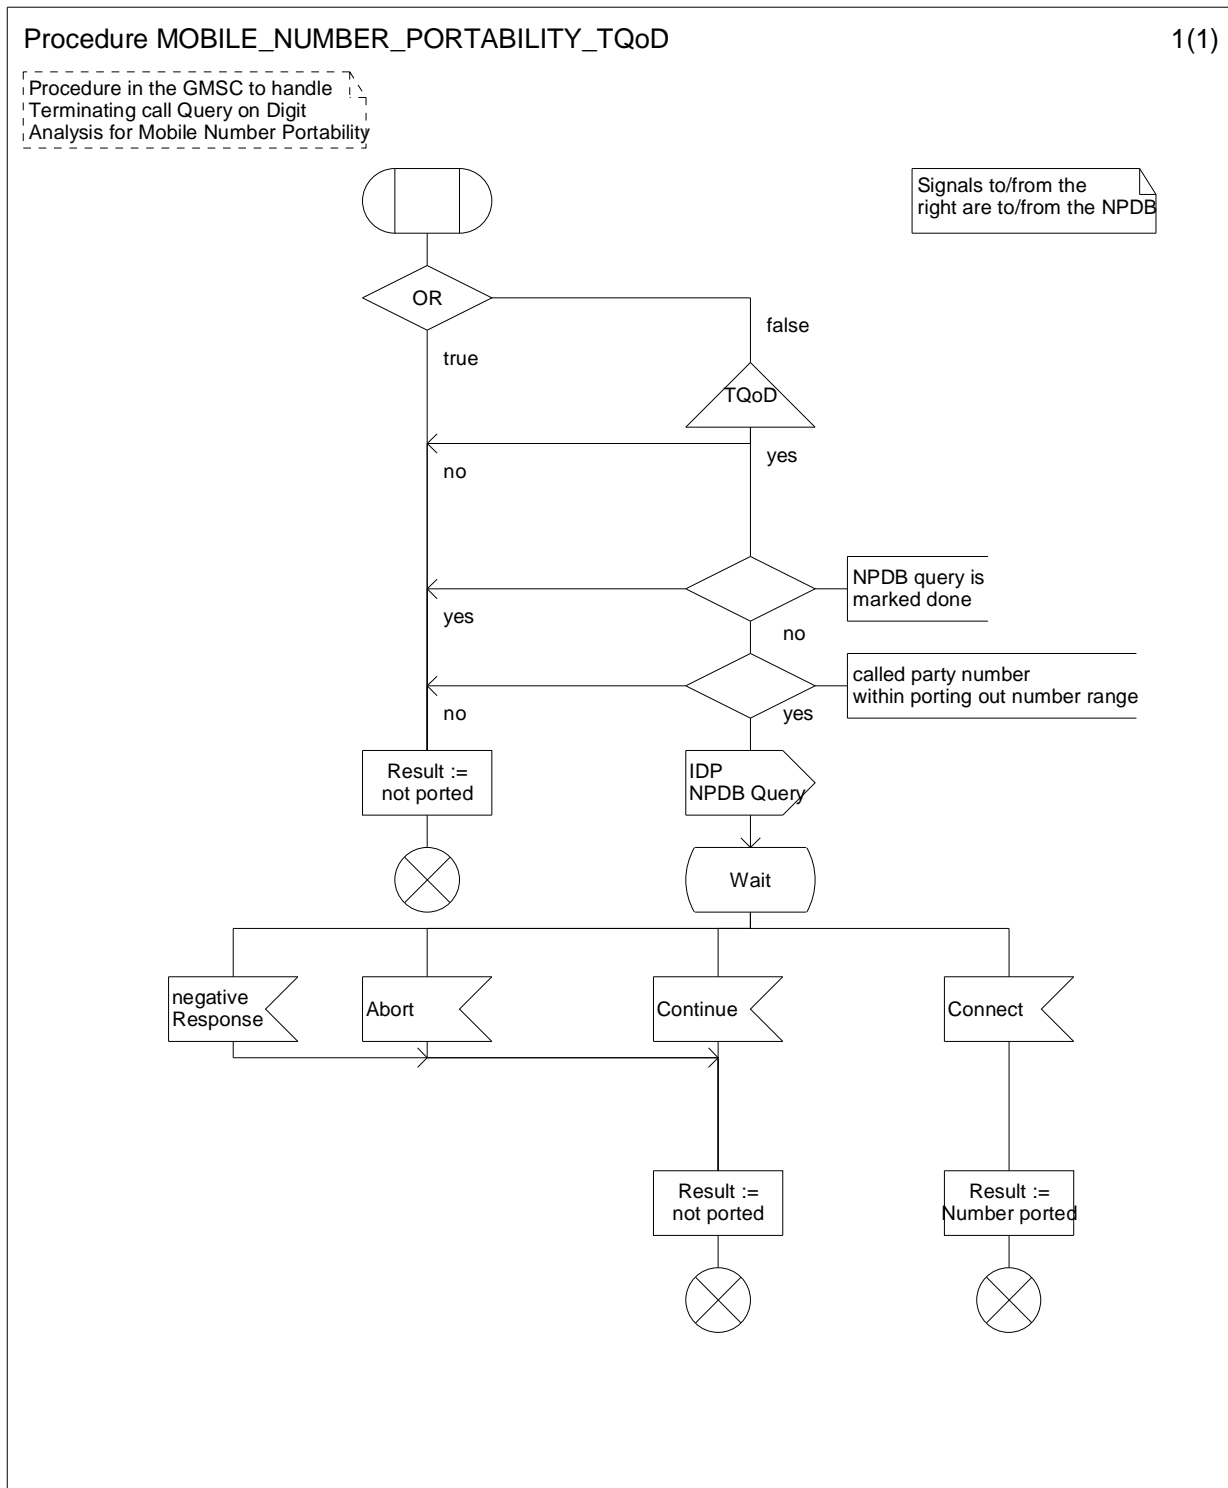 Procedure MOBILE_NUMBER_PORTABILITY_TQoD
1(1)
Procedure in the GMSC to handle
Terminating call Query on Digit
Analysis for Mobile Number Portability
Signals to/from the
right are to/from the NPDB
OR
false
true
TQoD
yes
no
NPDB query is
marked done
yes
no
called party number
within porting out number range
no
yes
Result :=
not ported
IDP
NPDB Query
Wait
negative
Response
Abort
Continue
Connect
Result :=
not ported
Result :=
Number ported